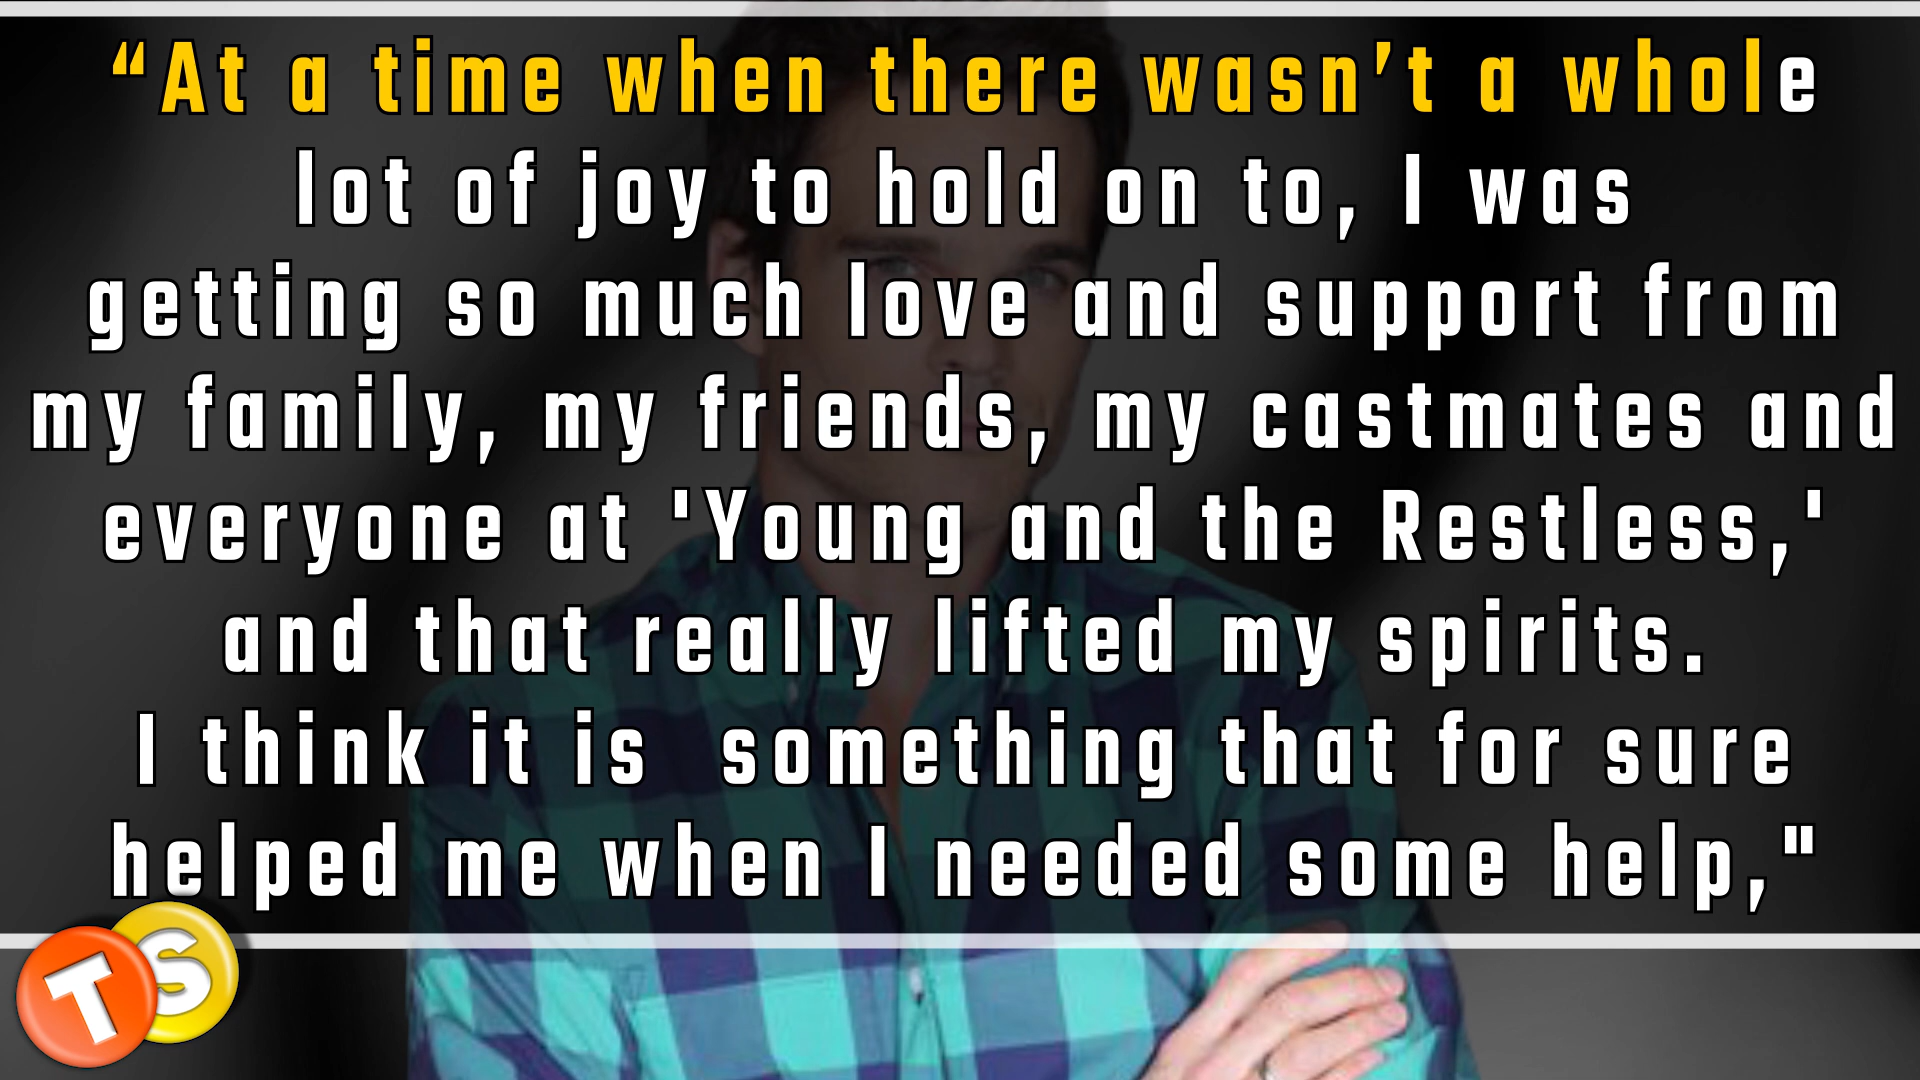 “At a time when there wasn’t a whole
lot of joy to hold on to, I was
getting so much love and support from
my family, my friends, my castmates and
everyone at 'Young and the Restless,'
and that really lifted my spirits.
I think it is  something that for sure
helped me when I needed some help,"
TS